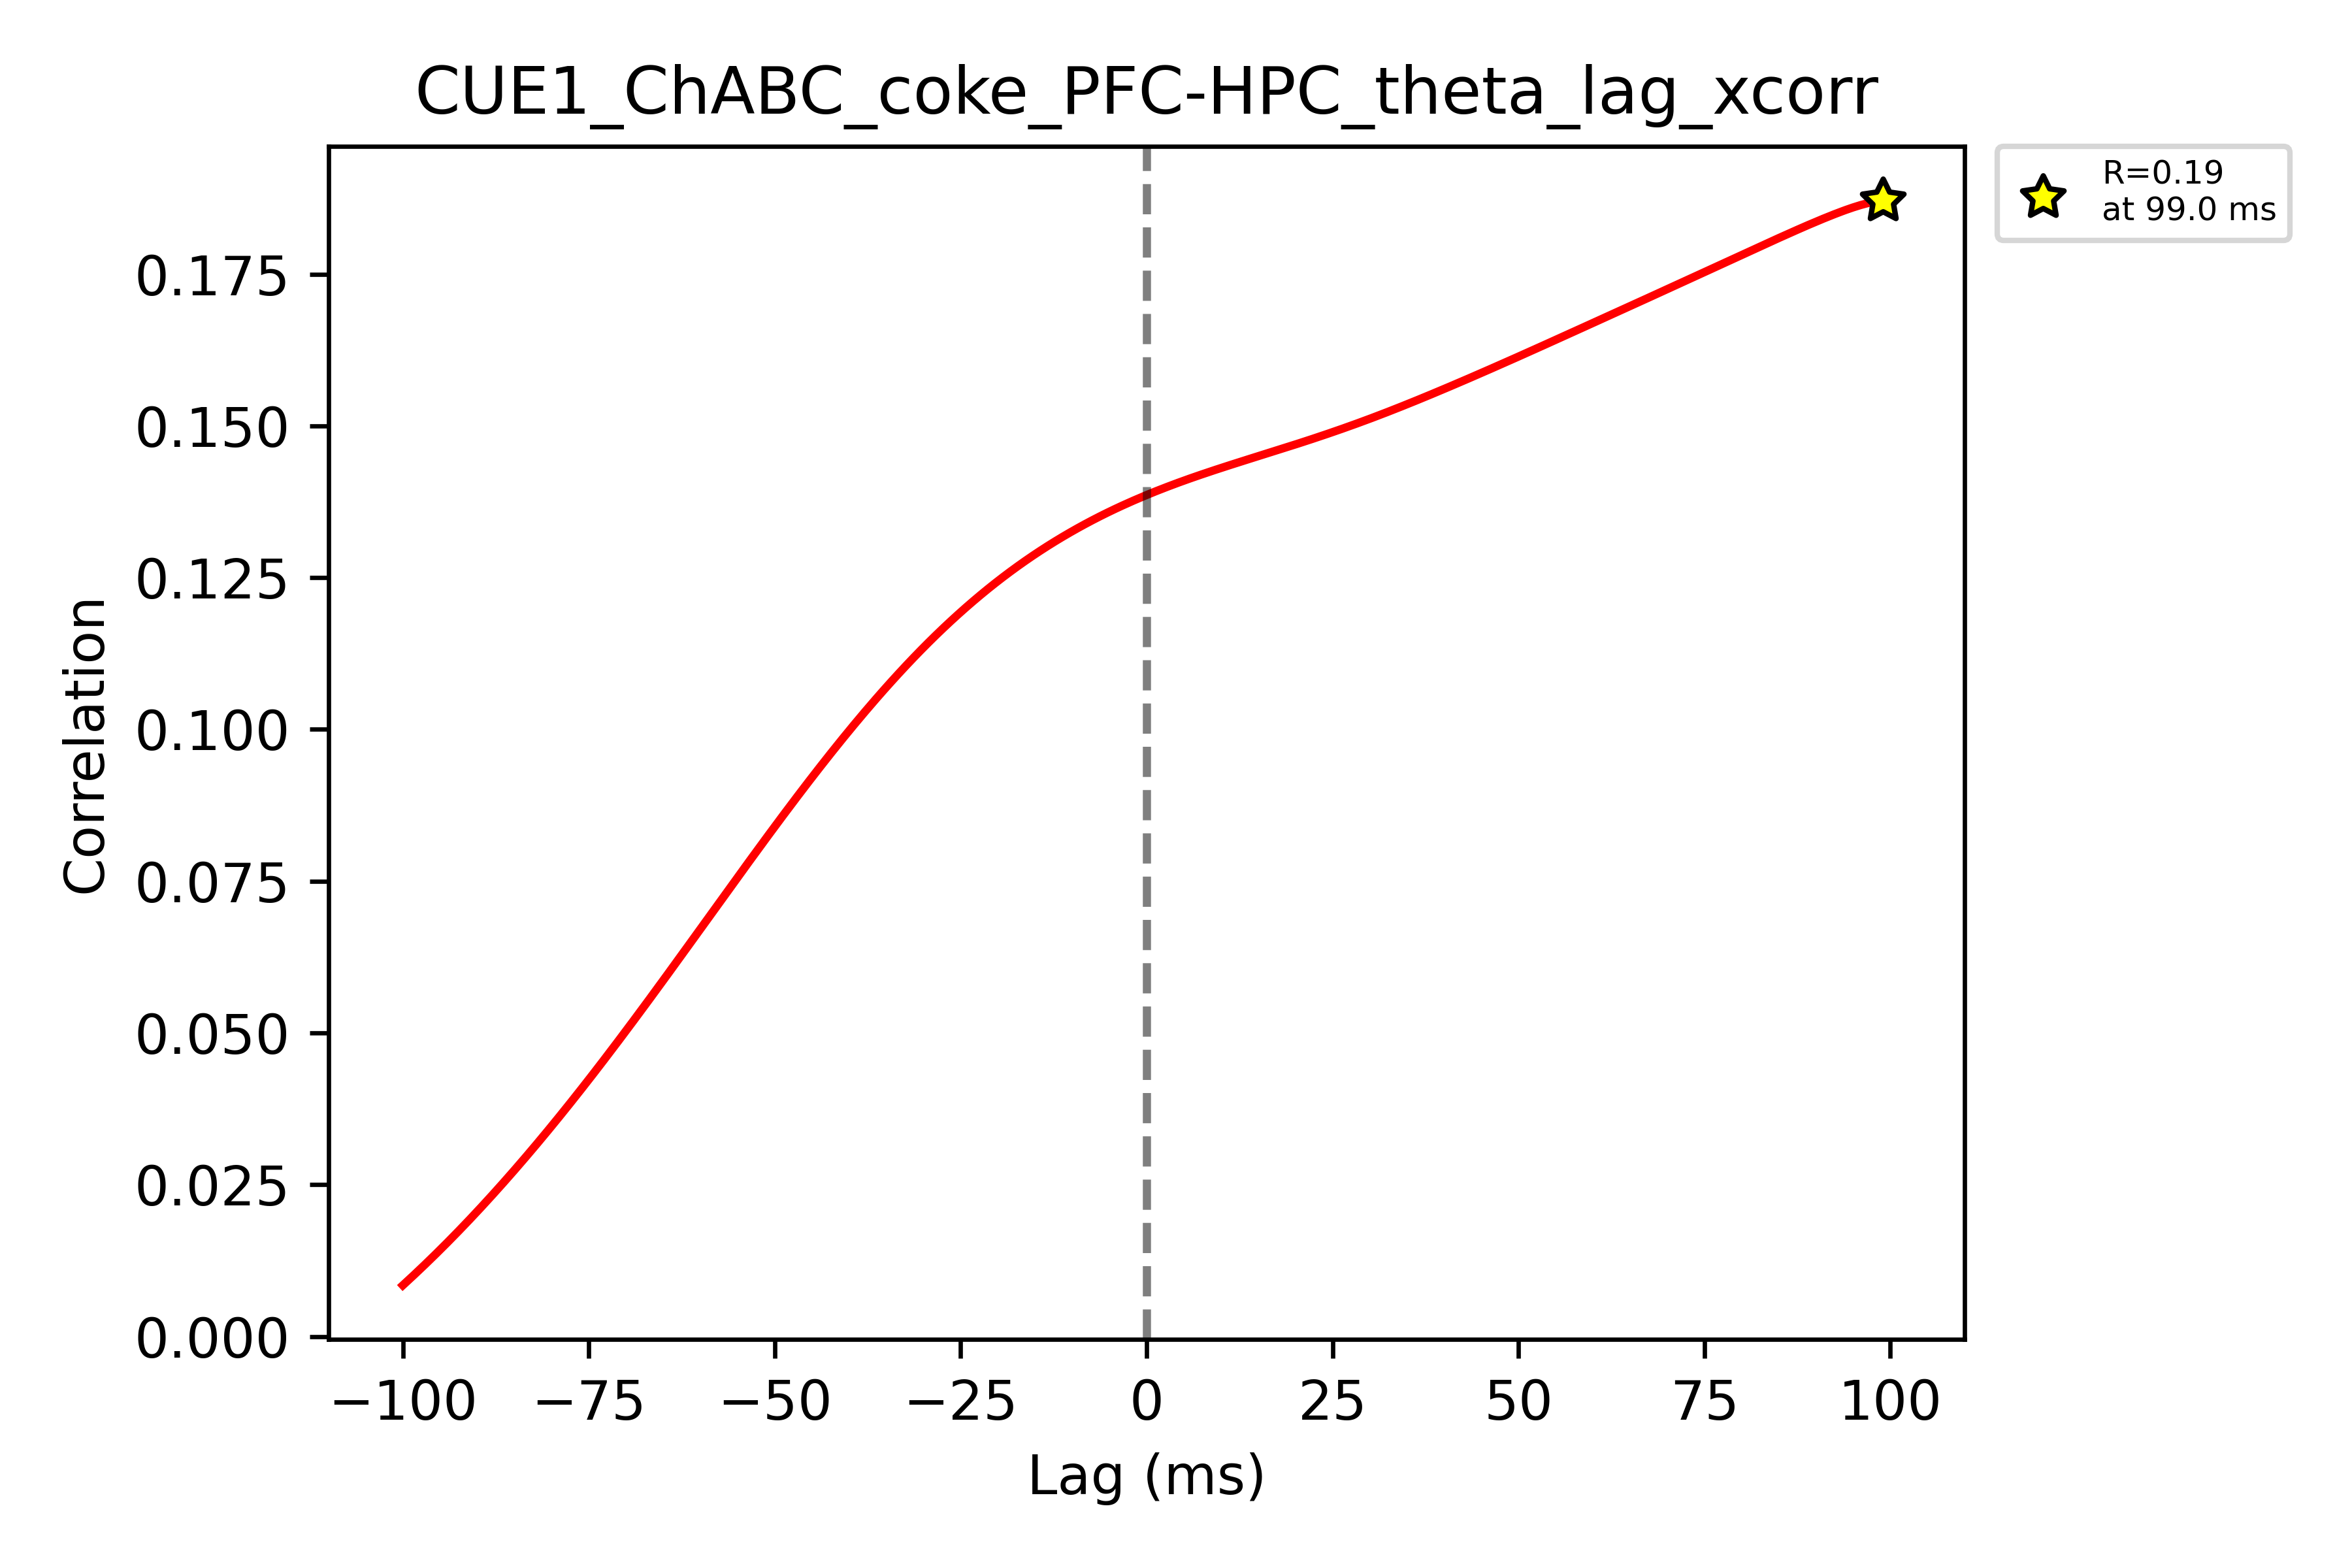 CUE1_ChABC_coke_PFC-HPC_theta_lag_xcorr
R=0.19
at 99.0 ms
Correlation
0.175
0.150
0.125
0.100
0.075
0.050
0.025
0.000
−100 −75 −50 −25 0 25 50 75 100
Lag (ms)